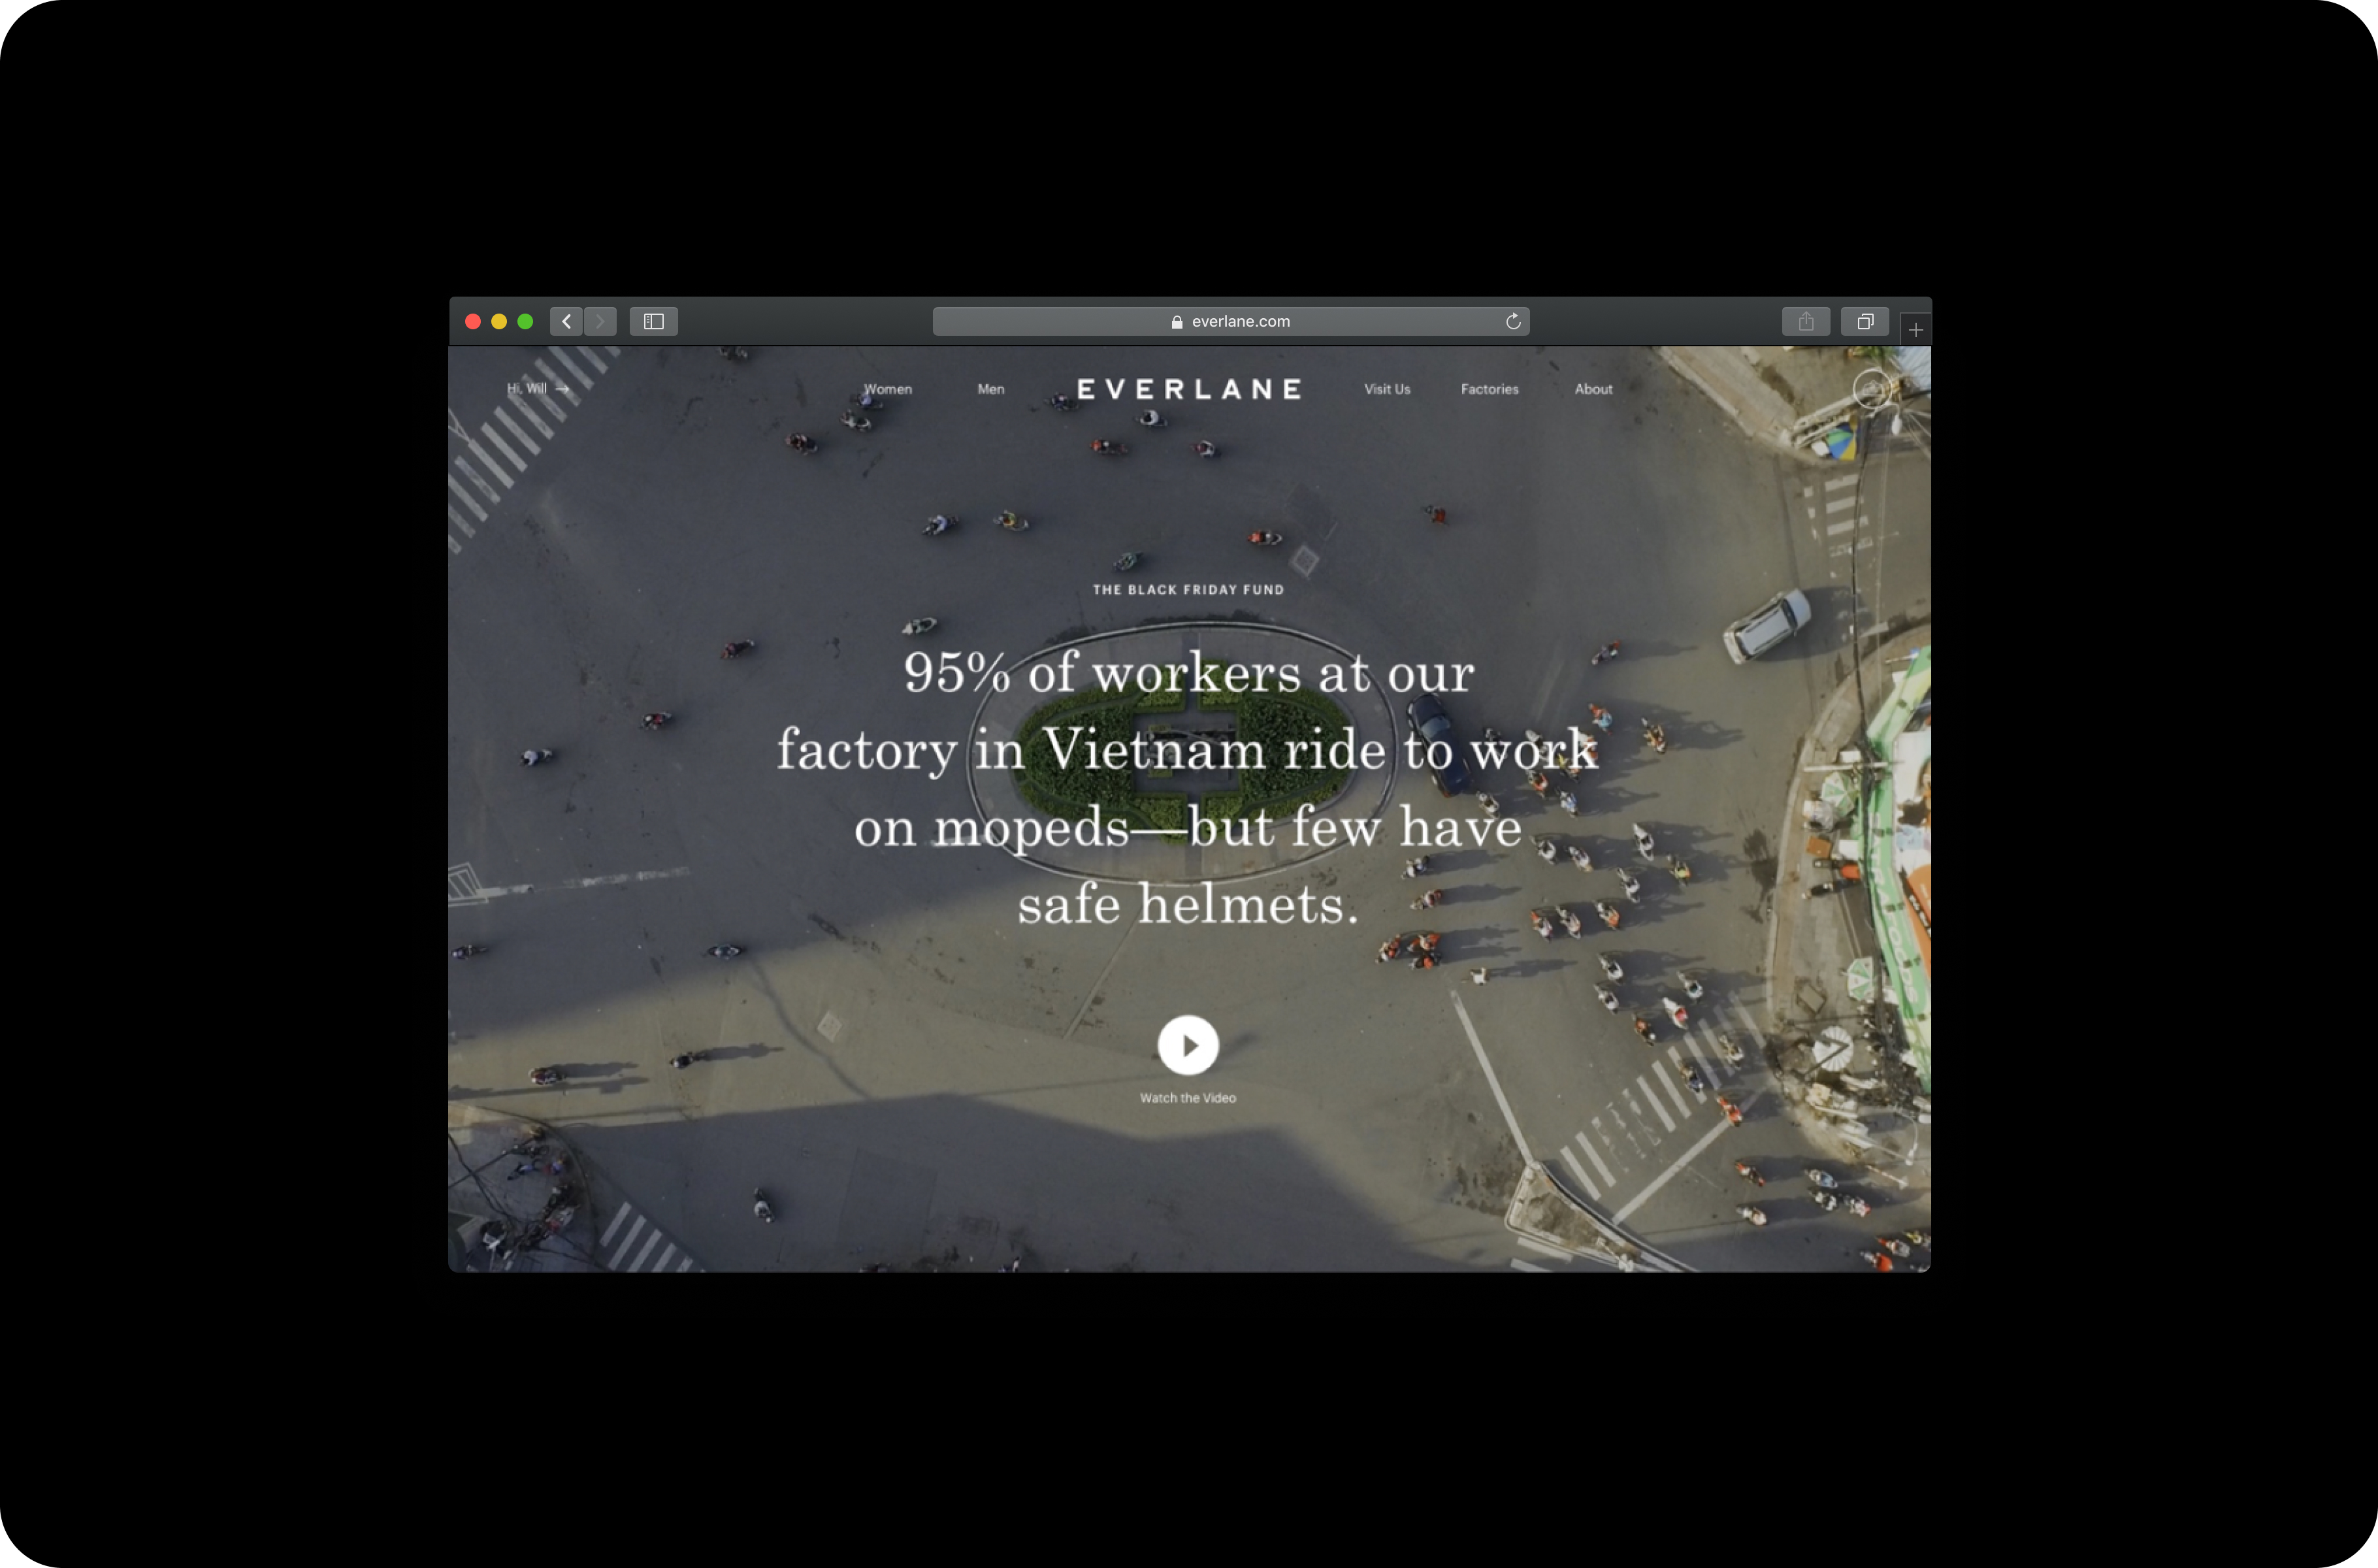 everlane.com
Hi, Will →
Women
Men
EVERLANE
Visit Us
Factories
About
THE BLACK FRIDAY FUND
95% of workers at our
factory in Vietnam ride to work
on mopeds—but few have
safe helmets.
Watch the Video